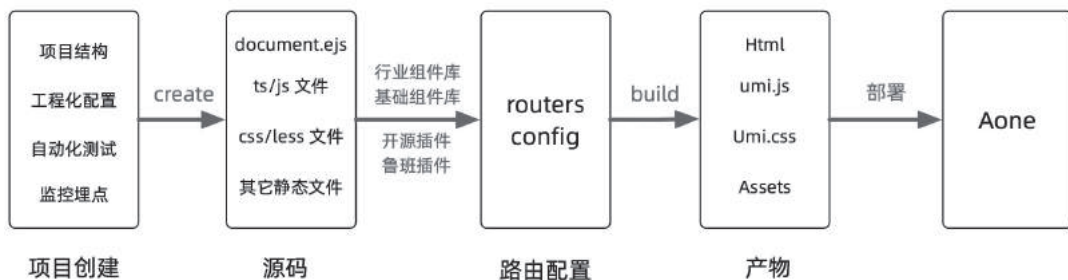 项目结构
工程化配置
自动化测试
监控埋点
项目创建
create
document.ejs
ts/js 文件
css/less 文件
其它静态文件
源码
行业组件库
基础组件库
开源插件
鲁班插件
routers
config
路由配置
build
Html
umi.js
Umi.css
Assets
产物
部署
Aone